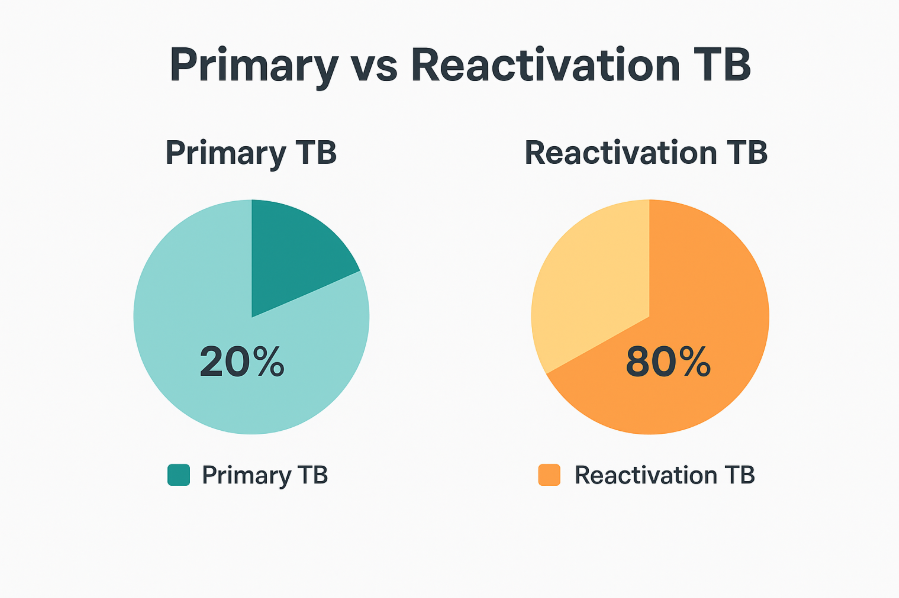 Primary vs Reactivation TB
Primary TB
Reactivation TB
20%
80%
Primary TB
Reactivation TB